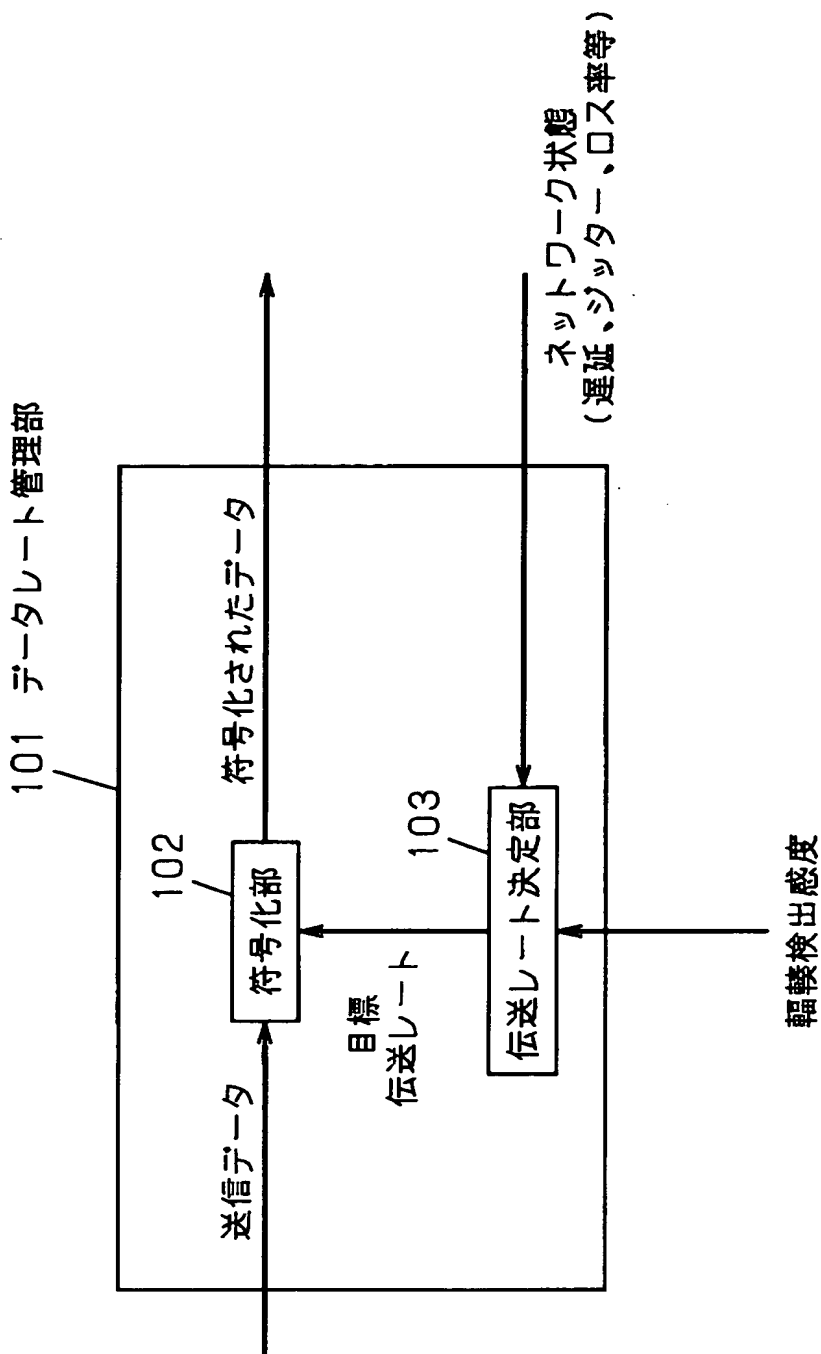 101 データレート管理部
102
符号化部
送信データ
符号化されたデータ
目標
伝送レート
103
伝送レート決定部
ネットワーク状態
(遅延、ジッター、ロス率等)
輻輳検出感度